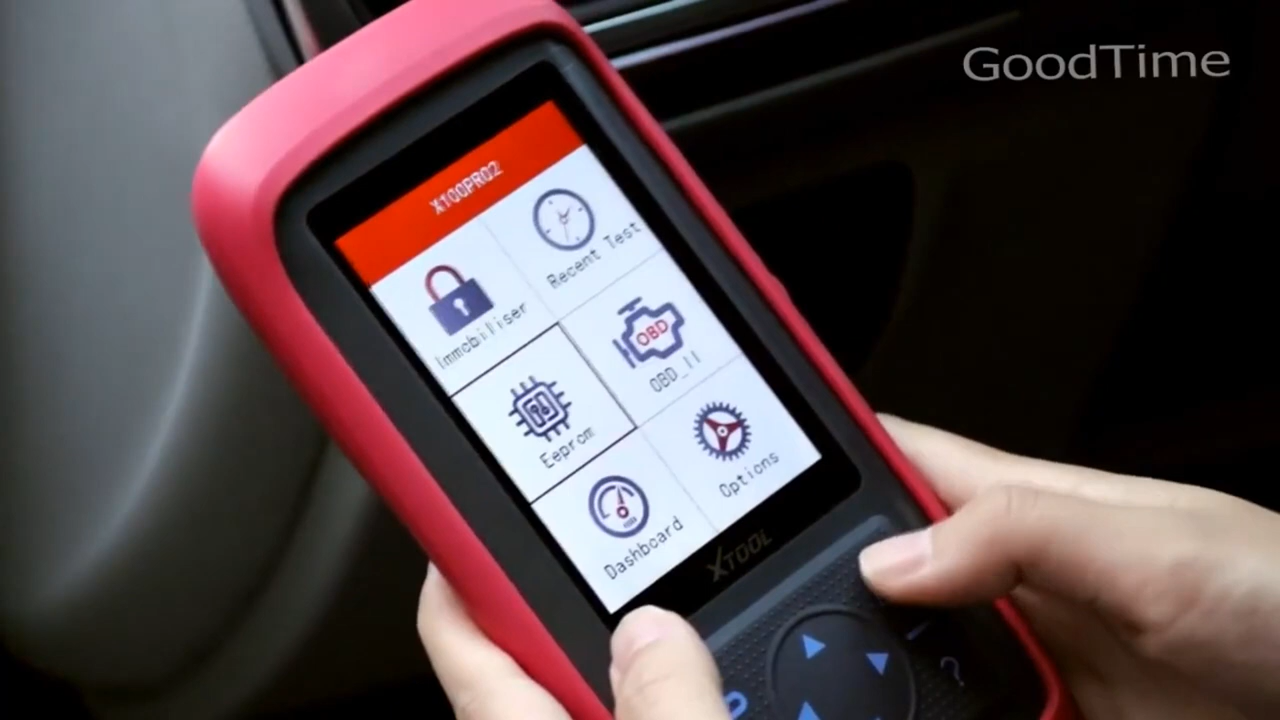 GoodTime
X100PRO2
Immobiliser
Recent Test
Eeprom
OBD
OBD_II
Dashboard
Options
XTOOL
?